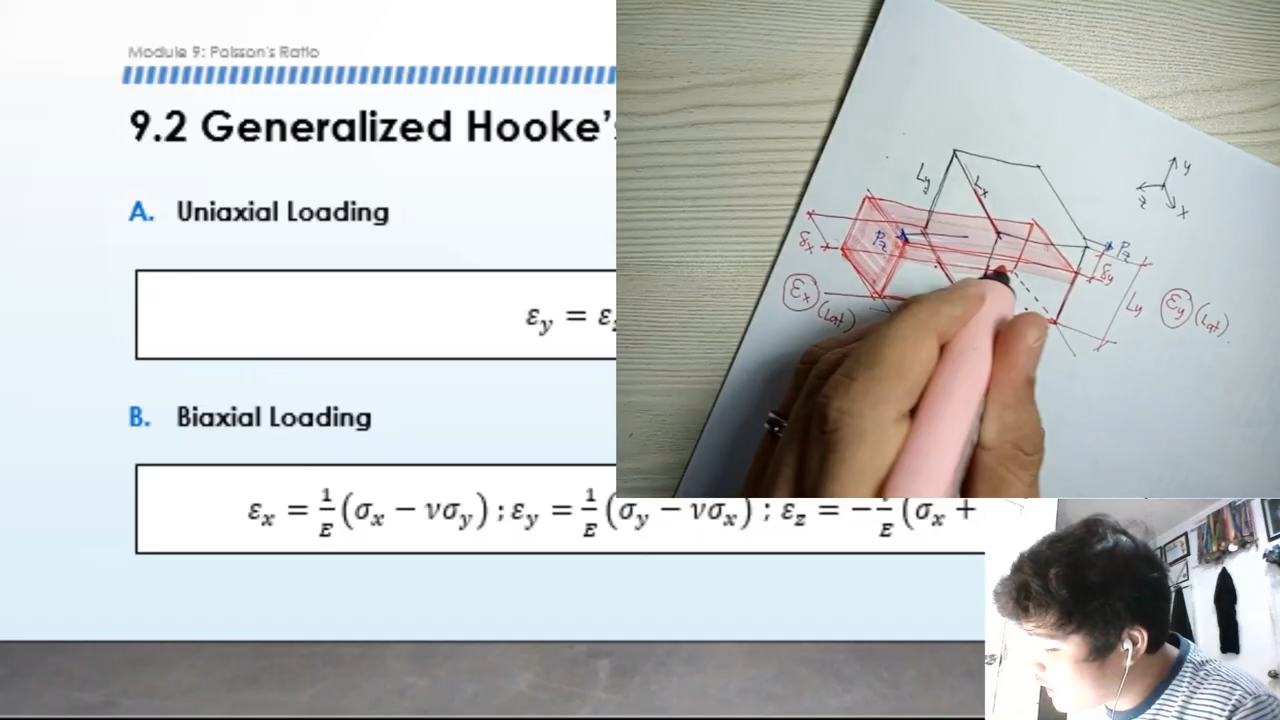 Module 9: Poisson's Ratio
9.2 Generalized Hooke'
A. Uniaxial Loading
εy = ε
B. Biaxial Loading
εx = 1/E (σx − νσy) ; εy = 1/E (σy − νσx) ; εz = − /E (σx +
Ly
Lx
y
z
x
δx
Pz
Pz
δy
εx (Lat)
Ly
εy (Lat)